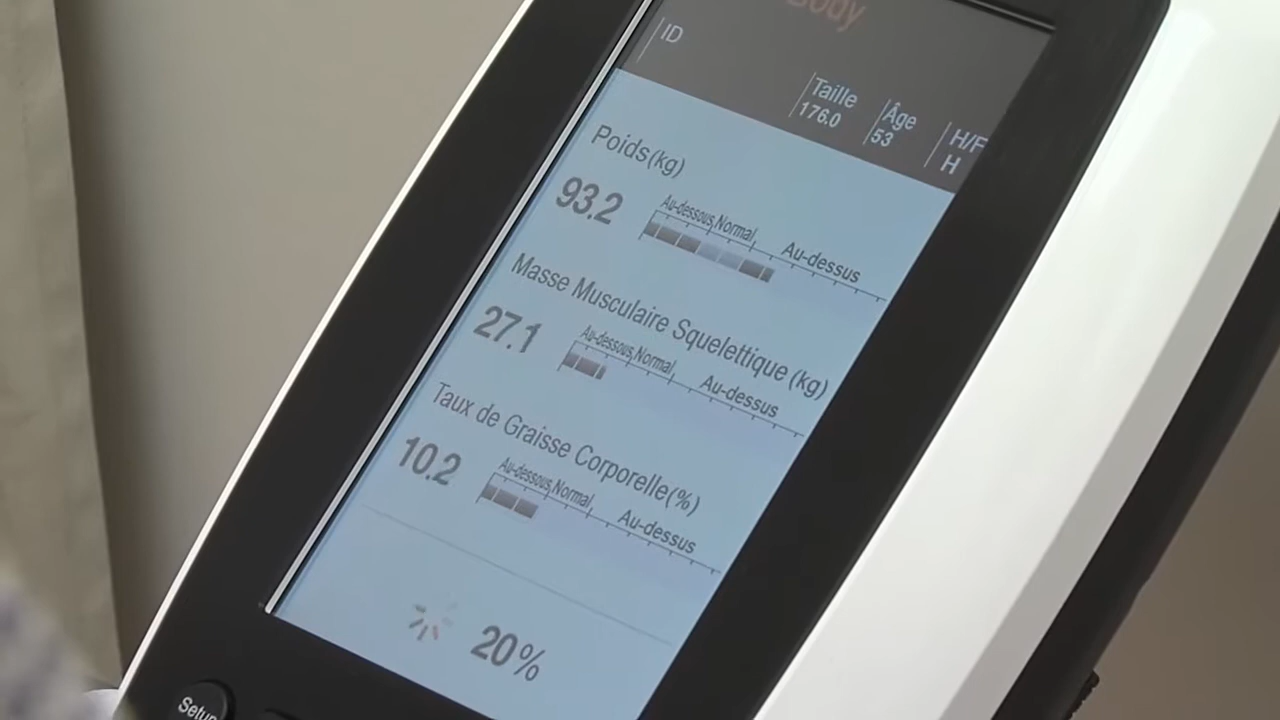 Body
ID
Taille
176.0
Âge
53
H/F
H
Poids(kg)
93.2
Au-dessous Normal Au-dessus
Masse Musculaire Squelettique (kg)
27.1
Au-dessous Normal Au-dessus
Taux de Graisse Corporelle(%)
10.2
Au-dessous Normal Au-dessus
20%
Setup